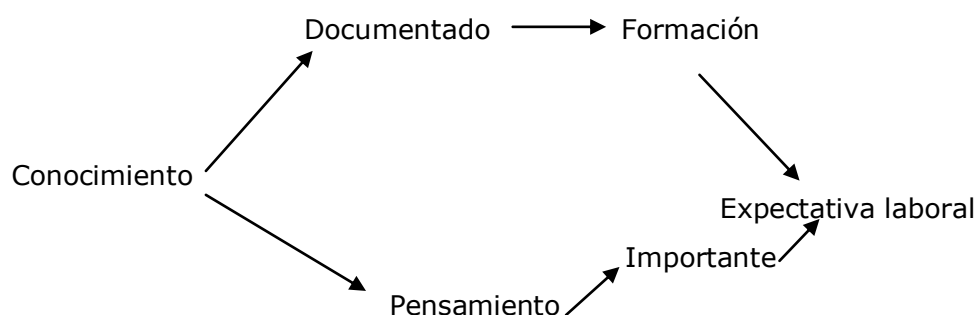 Documentado
Formación
Conocimiento
Expectativa laboral
Importante
Pensamiento